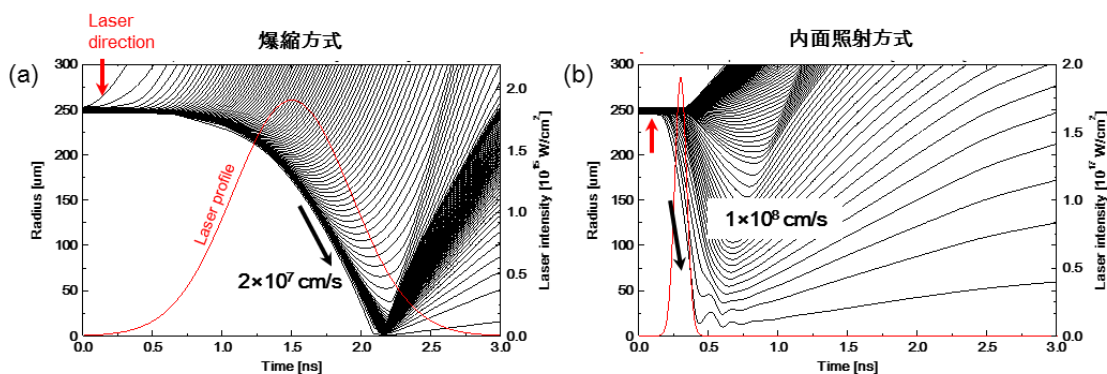 Laser
direction
爆縮方式
(a)
300
250
200
150
100
50
0
Radius [um]
Laser profile
2×10⁷ cm/s
2.0
1.5
1.0
0.5
0.0
Laser intensity [10¹⁵ W/cm²]
0.0 0.5 1.0 1.5 2.0 2.5 3.0
Time [ns]
内面照射方式
(b)
300
250
200
150
100
50
0
Radius [um]
1×10⁸ cm/s
2.0
1.6
1.2
1.0
0.5
0.2
0.0
Laser intensity [10¹⁷ W/cm²]
0.0 0.5 1.0 1.5 2.0 2.5 3.0
Time [ns]